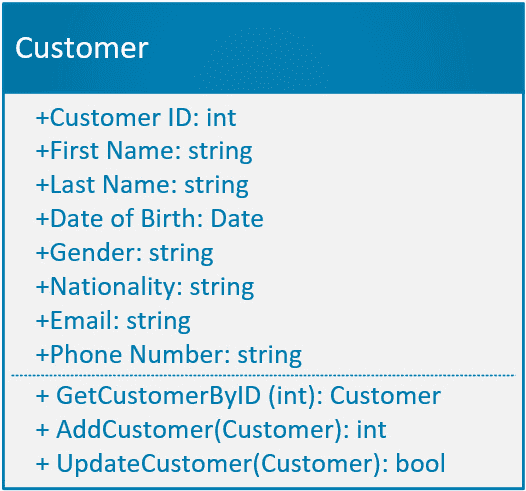 Customer
+Customer ID: int
+First Name: string
+Last Name: string
+Date of Birth: Date
+Gender: string
+Nationality: string
+Email: string
+Phone Number: string
+ GetCustomerByID (int): Customer
+ AddCustomer(Customer): int
+ UpdateCustomer(Customer): bool